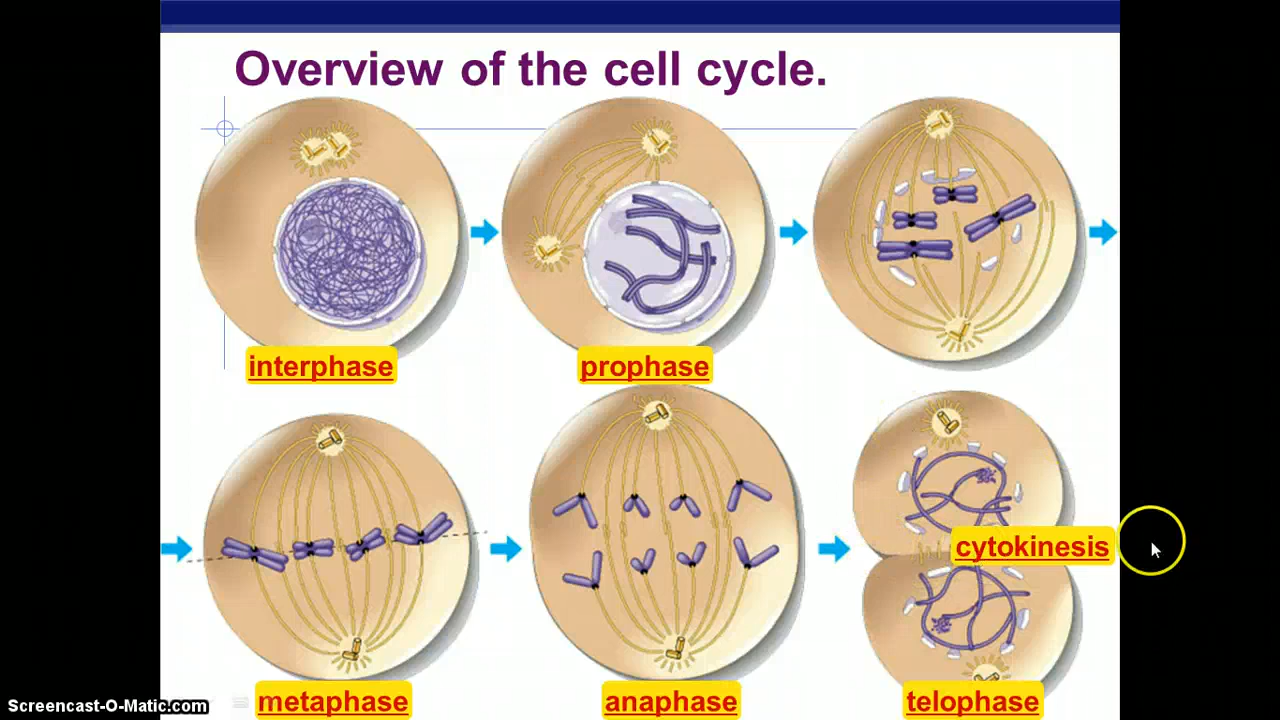 Overview of the cell cycle.
interphase
prophase
cytokinesis
metaphase
anaphase
telophase
Screencast-O-Matic.com